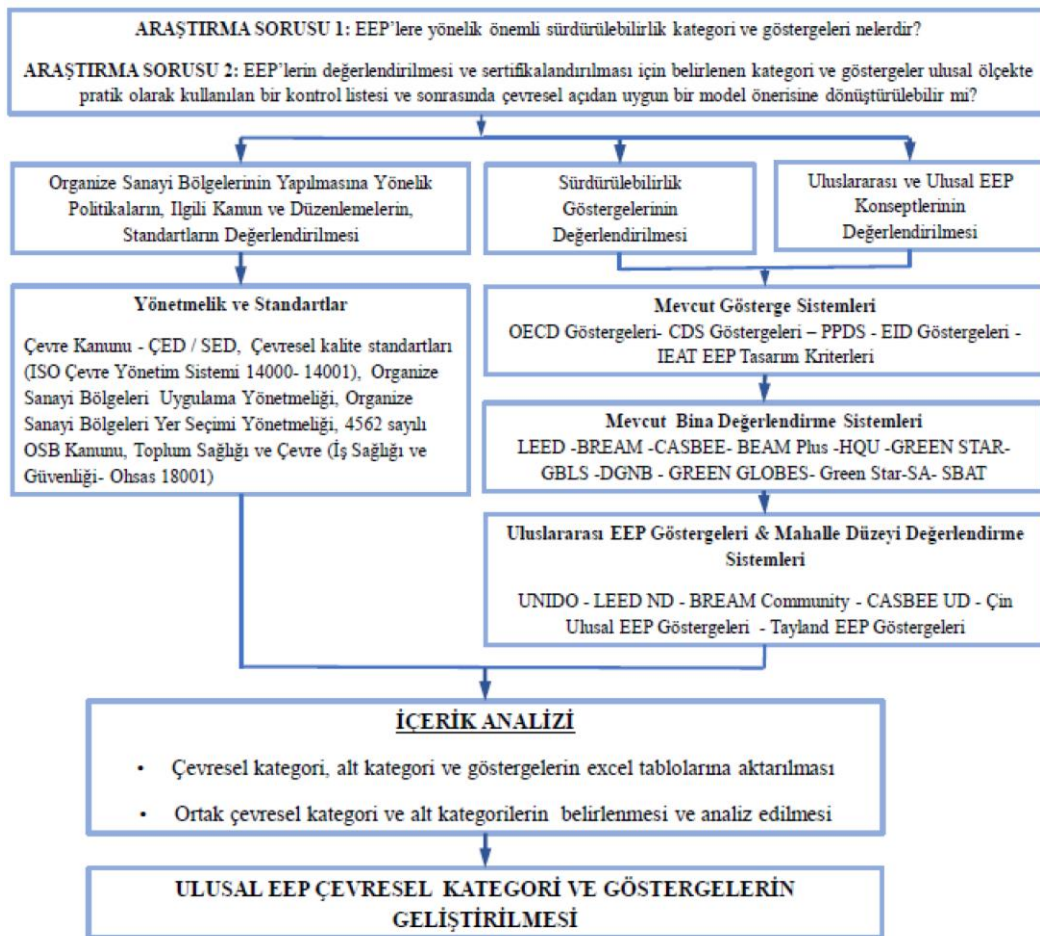 ARAŞTIRMA SORUSU 1: EEP’lere yönelik önemli sürdürülebilirlik kategori ve göstergeleri nelerdir?
ARAŞTIRMA SORUSU 2: EEP’lerin değerlendirilmesi ve sertifikalandırılması için belirlenen kategori ve göstergeler ulusal ölçekte
pratik olarak kullanılan bir kontrol listesi ve sonrasında çevresel açıdan uygun bir model önerisine dönüştürülebilir mi?
Organize Sanayi Bölgelerinin Yapılmasına Yönelik
Politikaların, Ilgili Kanun ve Düzenlemelerin,
Standartların Değerlendirilmesi
Sürdürülebilirlik
Göstergelerinin
Değerlendirilmesi
Uluslararası ve Ulusal EEP
Konseptlerinin
Değerlendirilmesi
Yönetmelik ve Standartlar
Çevre Kanunu - ÇED / SED, Çevresel kalite standartları
(ISO Çevre Yönetim Sistemi 14000- 14001), Organize
Sanayi Bölgeleri Uygulama Yönetmeliği, Organize
Sanayi Bölgeleri Yer Seçimi Yönetmeliği, 4562 sayılı
OSB Kanunu, Toplum Sağlığı ve Çevre (İş Sağlığı ve
Güvenliği- Ohsas 18001)
Mevcut Gösterge Sistemleri
OECD Göstergeleri- CDS Göstergeleri – PPDS - EID Göstergeleri -
IEAT EEP Tasarım Kriterleri
Mevcut Bina Değerlendirme Sistemleri
LEED -BREAM -CASBEE- BEAM Plus -HQU -GREEN STAR-
GBLS -DGNB - GREEN GLOBES- Green Star-SA- SBAT
Uluslararası EEP Göstergeleri & Mahalle Düzeyi Değerlendirme
Sistemleri
UNIDO - LEED ND - BREAM Community - CASBEE UD - Çin
Ulusal EEP Göstergeleri - Tayland EEP Göstergeleri
İÇERİK ANALİZİ
• Çevresel kategori, alt kategori ve göstergelerin excel tablolarına aktarılması
• Ortak çevresel kategori ve alt kategorilerin belirlenmesi ve analiz edilmesi
ULUSAL EEP ÇEVRESEL KATEGORİ VE GÖSTERGELERİN
GELİŞTİRİLMESİ